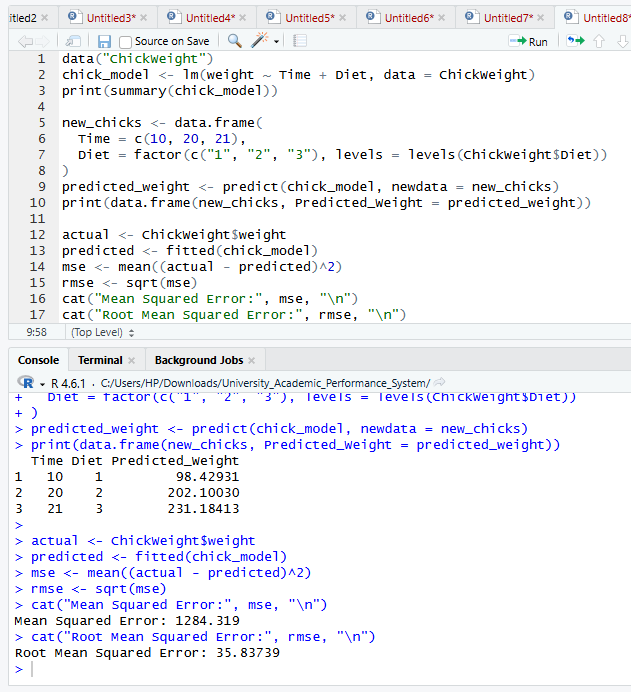 itled2 × Untitled3* × Untitled4* × Untitled5* × Untitled6* × Untitled7* × Untitled8*
Source on Save Run
1 data("ChickWeight")
2 chick_model <- lm(weight ~ Time + Diet, data = ChickWeight)
3 print(summary(chick_model))
4
5 new_chicks <- data.frame(
6   Time = c(10, 20, 21),
7   Diet = factor(c("1", "2", "3"), levels = levels(ChickWeight$Diet))
8 )
9 predicted_weight <- predict(chick_model, newdata = new_chicks)
10 print(data.frame(new_chicks, Predicted_Weight = predicted_weight))
11
12 actual <- ChickWeight$weight
13 predicted <- fitted(chick_model)
14 mse <- mean((actual - predicted)^2)
15 rmse <- sqrt(mse)
16 cat("Mean Squared Error:", mse, "\n")
17 cat("Root Mean Squared Error:", rmse, "\n")
9:58 (Top Level)
Console Terminal × Background Jobs ×
R 4.6.1 · C:/Users/HP/Downloads/University_Academic_Performance_System/
+   Diet = factor(c("1", "2", "3"), levels = levels(ChickWeight$Diet))
+ )
> predicted_weight <- predict(chick_model, newdata = new_chicks)
> print(data.frame(new_chicks, Predicted_Weight = predicted_weight))
  Time Diet Predicted_Weight
1   10    1         98.42931
2   20    2        202.10030
3   21    3        231.18413
>
> actual <- ChickWeight$weight
> predicted <- fitted(chick_model)
> mse <- mean((actual - predicted)^2)
> rmse <- sqrt(mse)
> cat("Mean Squared Error:", mse, "\n")
Mean Squared Error: 1284.319
> cat("Root Mean Squared Error:", rmse, "\n")
Root Mean Squared Error: 35.83739
>